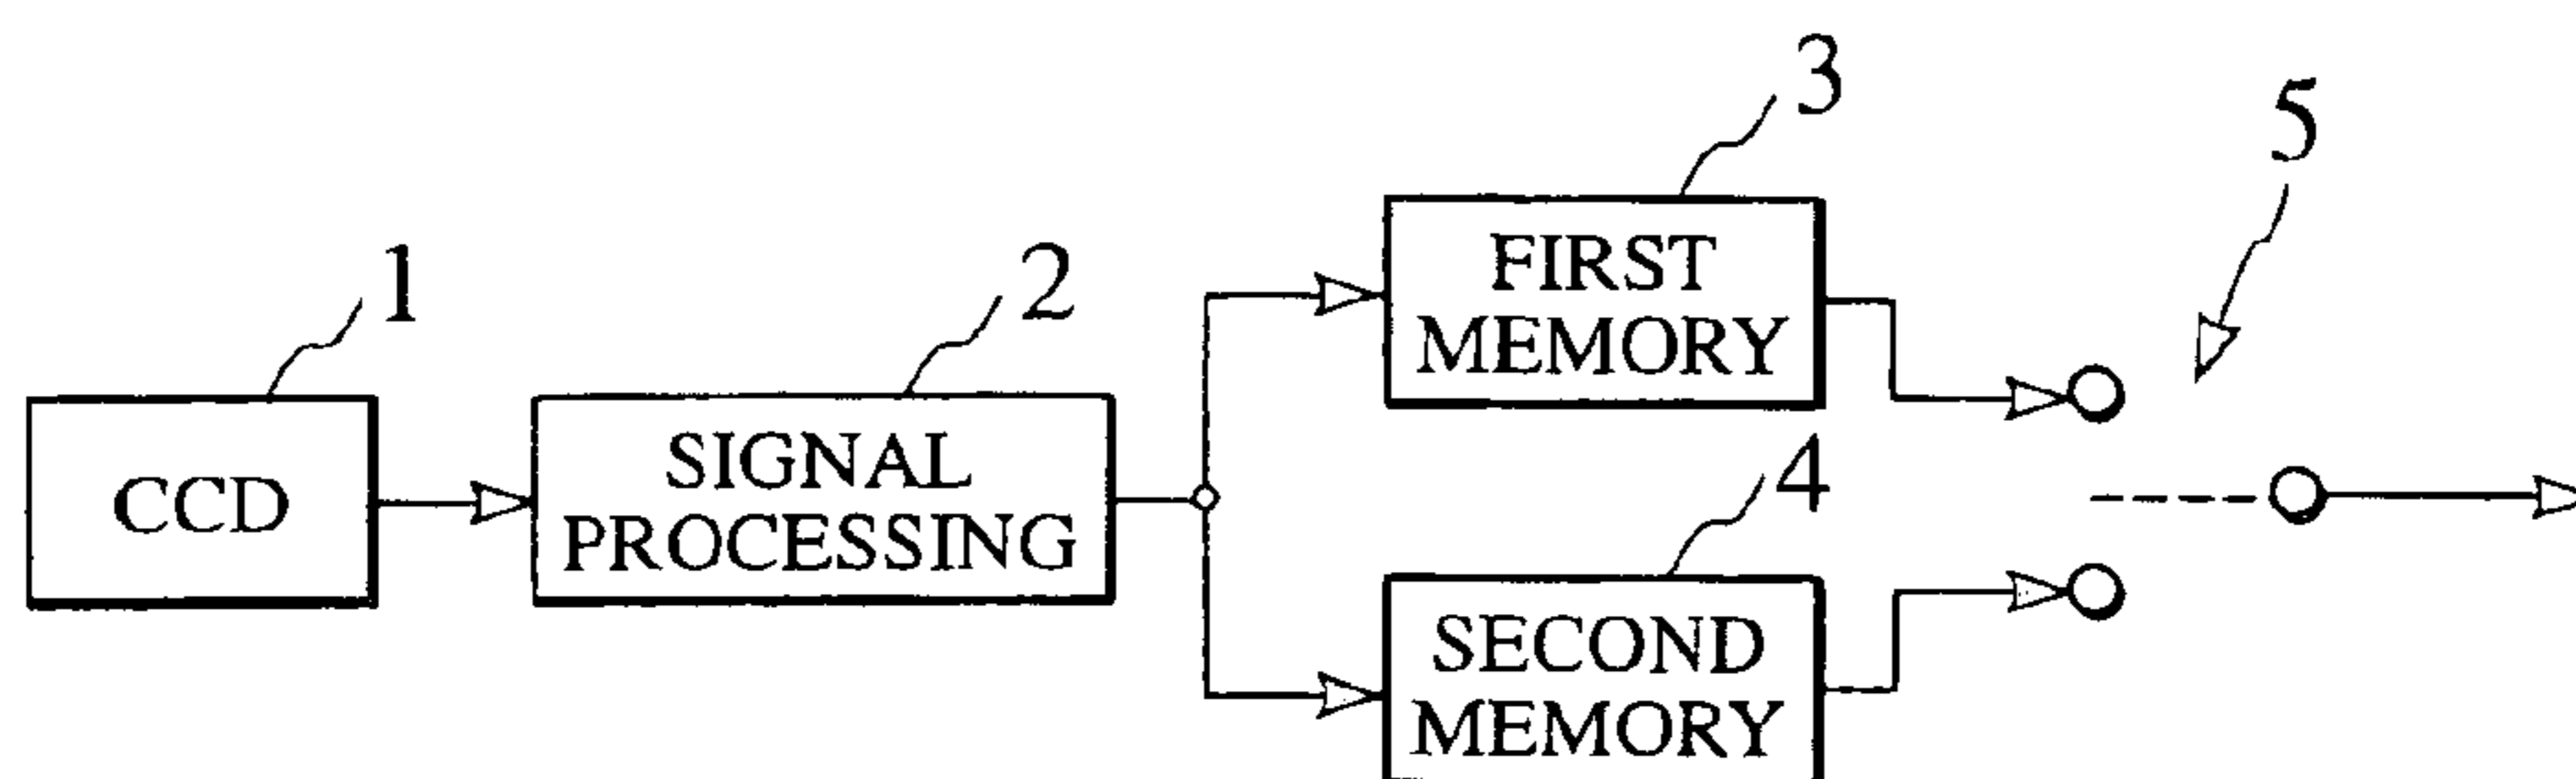 3
5
1
2
FIRST
MEMORY
CCD
SIGNAL
PROCESSING
4
SECOND
MEMORY